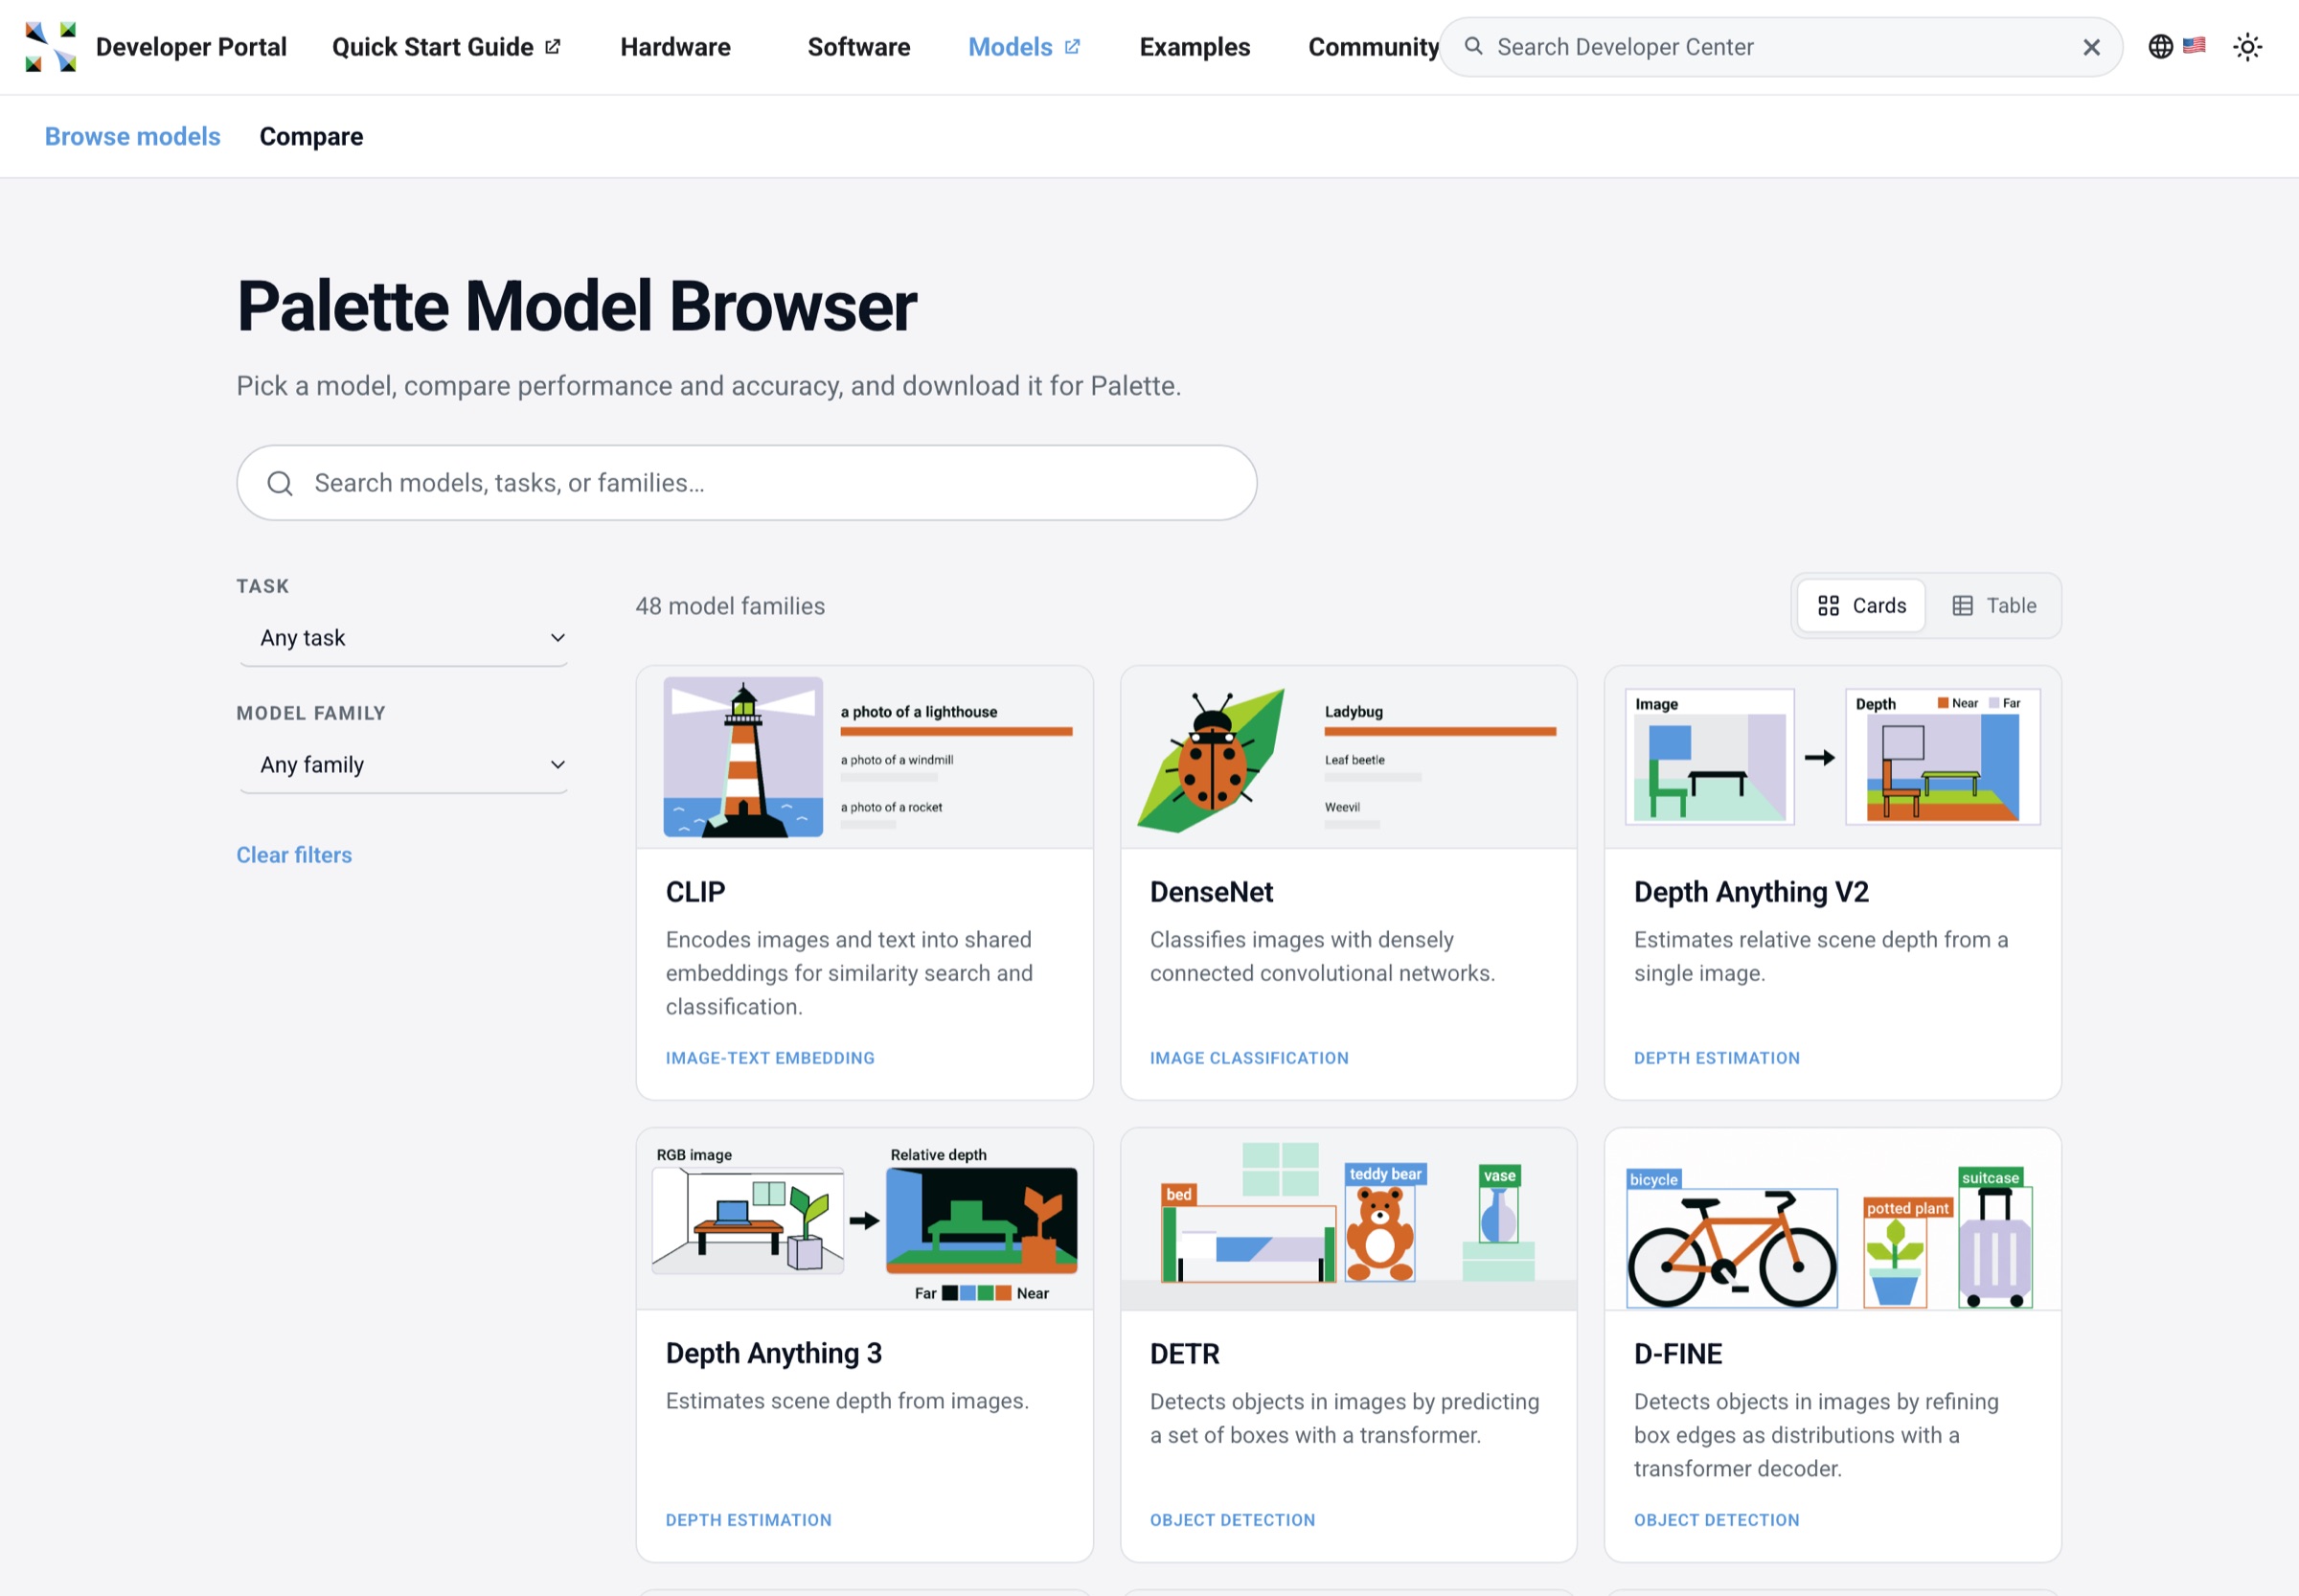 Developer Portal
Quick Start Guide
Hardware
Software
Models
Examples
Community
Search Developer Center
Browse models
Compare
Palette Model Browser
Pick a model, compare performance and accuracy, and download it for Palette.
Search models, tasks, or families...
TASK
Any task
MODEL FAMILY
Any family
Clear filters
48 model families
Cards
Table
a photo of a lighthouse
a photo of a windmill
a photo of a rocket
CLIP
Encodes images and text into shared
embeddings for similarity search and
classification.
IMAGE-TEXT EMBEDDING
Ladybug
Leaf beetle
Weevil
DenseNet
Classifies images with densely
connected convolutional networks.
IMAGE CLASSIFICATION
Image
Depth
Near
Far
Depth Anything V2
Estimates relative scene depth from a
single image.
DEPTH ESTIMATION
RGB image
Relative depth
Far
Near
Depth Anything 3
Estimates scene depth from images.
DEPTH ESTIMATION
bed
teddy bear
vase
DETR
Detects objects in images by predicting
a set of boxes with a transformer.
OBJECT DETECTION
bicycle
potted plant
suitcase
D-FINE
Detects objects in images by refining
box edges as distributions with a
transformer decoder.
OBJECT DETECTION